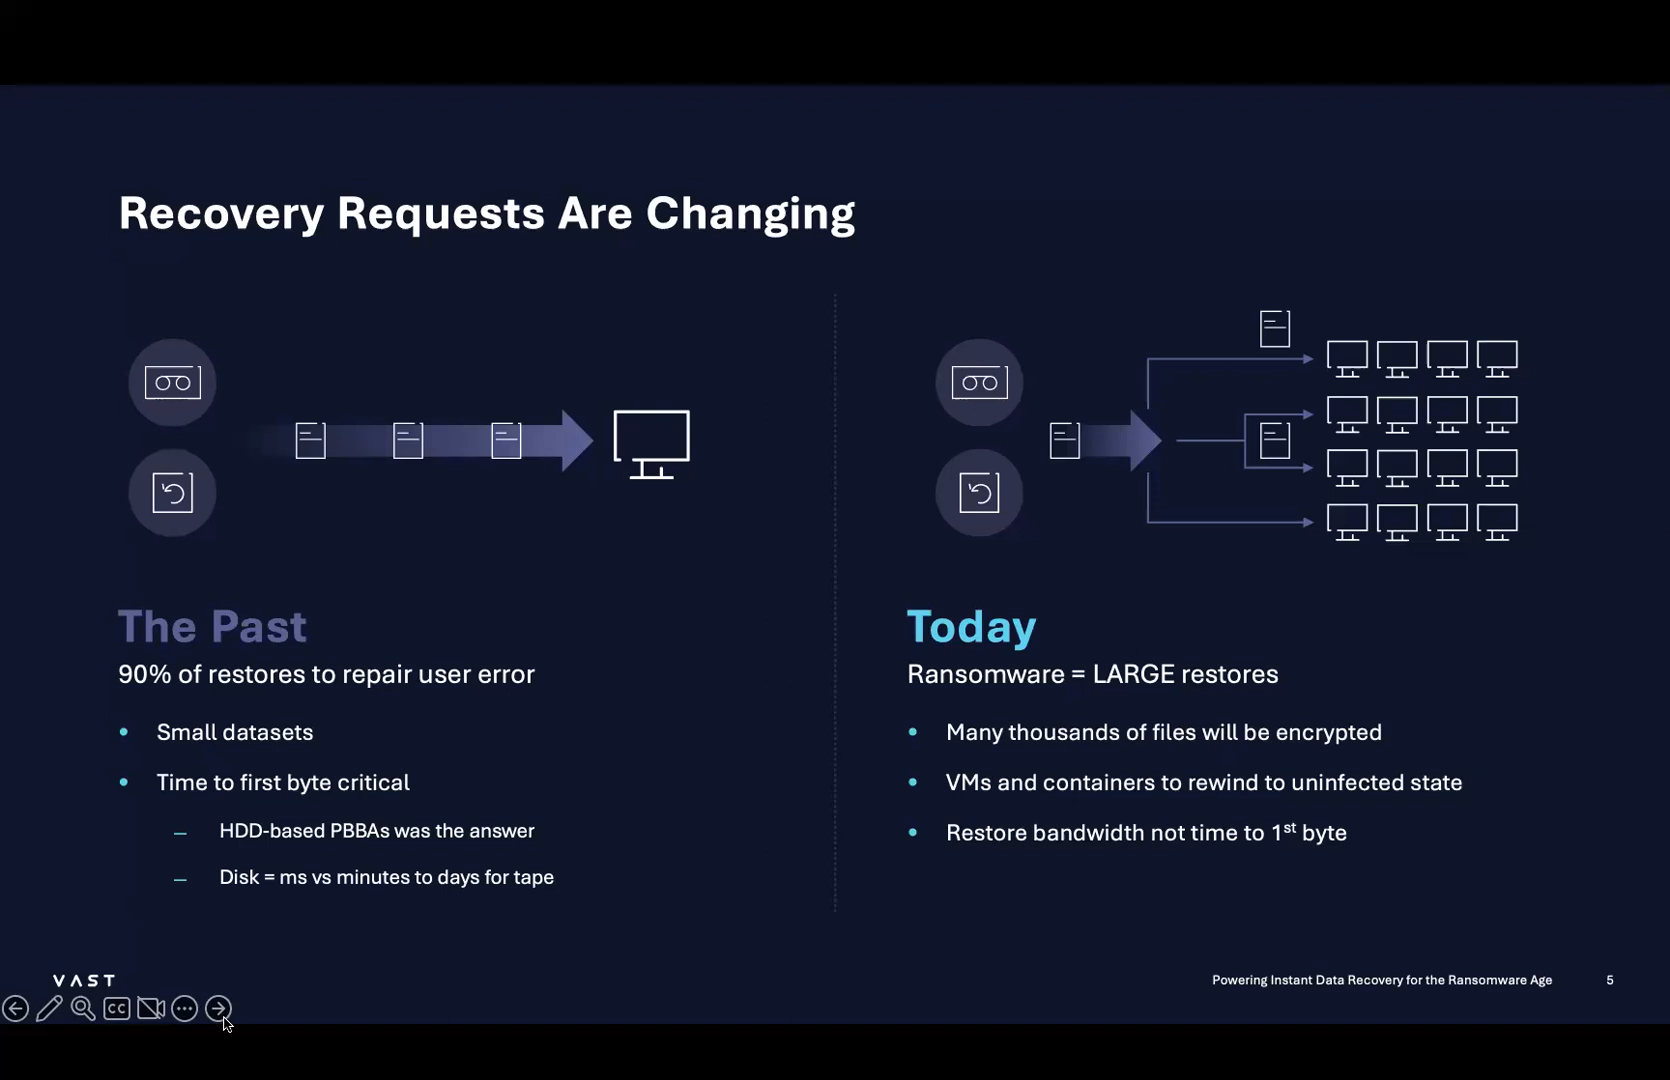 Recovery Requests Are Changing
The Past
90% of restores to repair user error
• Small datasets
• Time to first byte critical
– HDD-based PBBAs was the answer
– Disk = ms vs minutes to days for tape
Today
Ransomware = LARGE restores
• Many thousands of files will be encrypted
• VMs and containers to rewind to uninfected state
• Restore bandwidth not time to 1st byte
VAST
Powering Instant Data Recovery for the Ransomware Age 5
CC